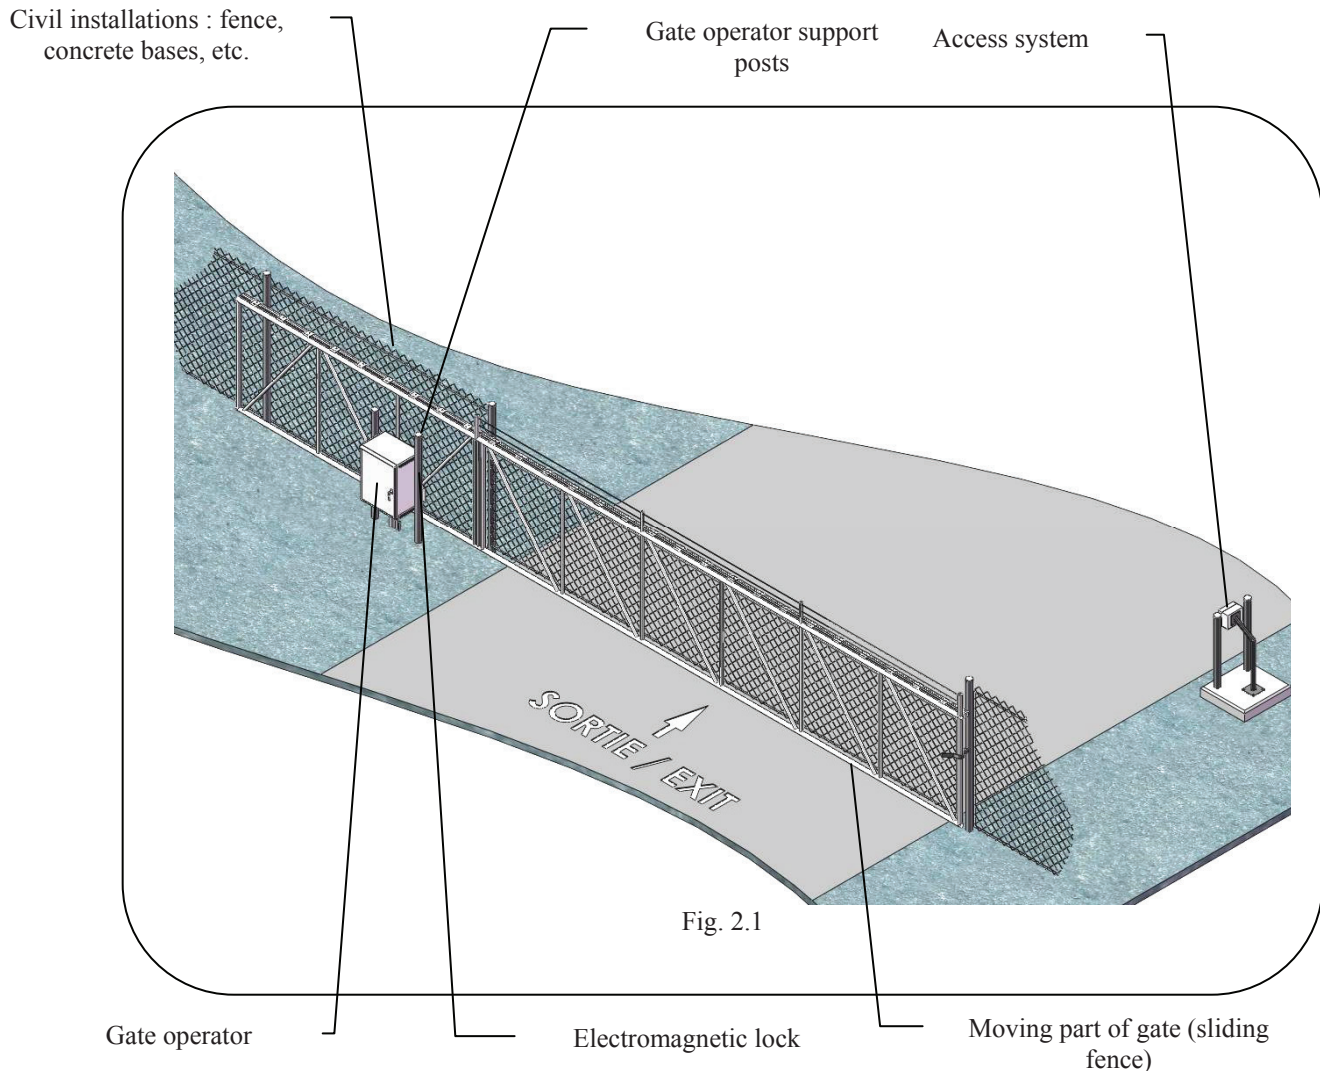 Civil installations : fence,
concrete bases, etc.
Gate operator support
posts
Access system
SORTIE / EXIT
Fig. 2.1
Gate operator
Electromagnetic lock
Moving part of gate (sliding
fence)